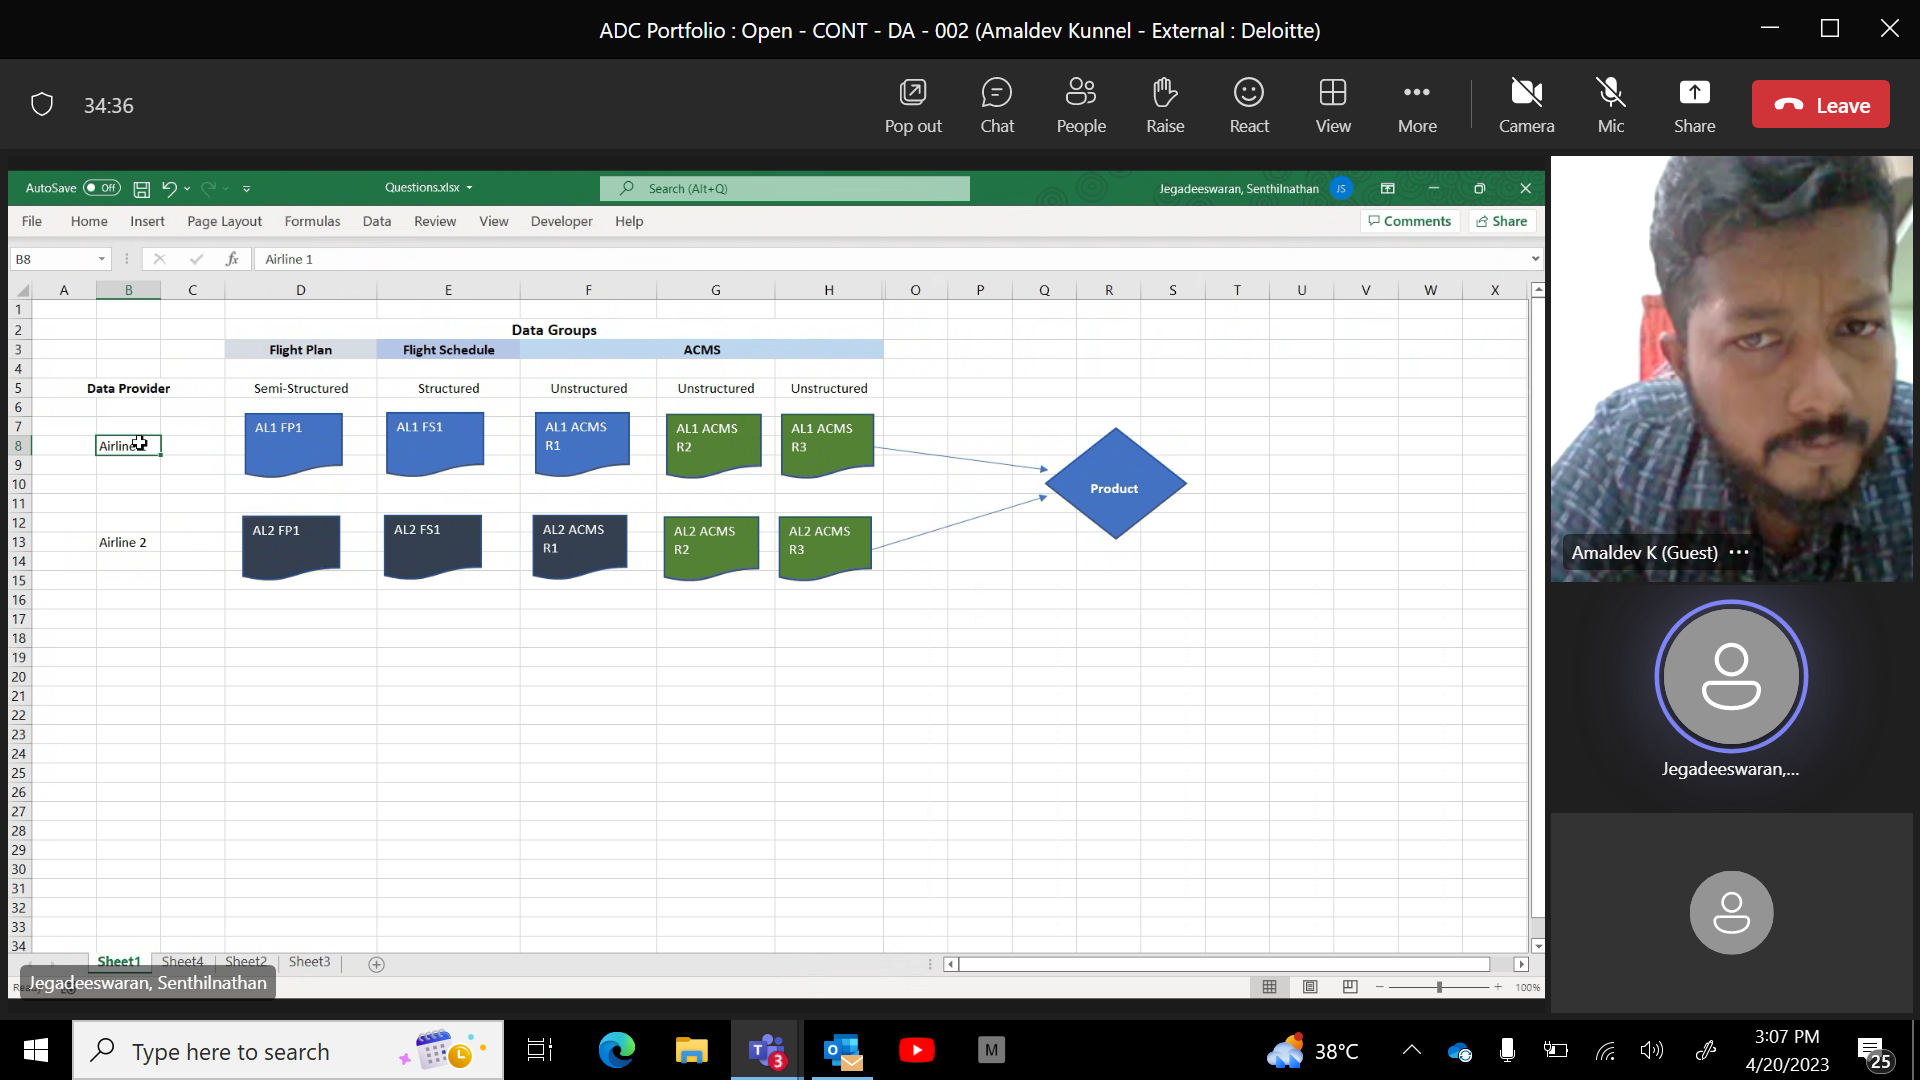 ADC Portfolio : Open - CONT - DA - 002 (Amaldev Kunnel - External : Deloitte)
34:36
Pop out
Chat
People
Raise
React
View
More
Camera
Mic
Share
Leave
AutoSave Off
Questions.xlsx
Search (Alt+Q)
Jegadeeswaran, Senthilnathan JS
File Home Insert Page Layout Formulas Data Review View Developer Help
Comments Share
B8 fx Airline 1
A B C D E F G H O P Q R S T U V W X
1
2 Data Groups
3 Flight Plan Flight Schedule ACMS
4
5 Data Provider Semi-Structured Structured Unstructured Unstructured Unstructured
6
7
AL1 FP1
AL1 FS1
AL1 ACMS
R1
AL1 ACMS
R2
AL1 ACMS
R3
8 Airline
9
10
Product
11
12
AL2 FP1
AL2 FS1
AL2 ACMS
R1
AL2 ACMS
R2
AL2 ACMS
R3
13 Airline 2
14
15
16
17
18
19
20
21
22
23
24
25
26
27
28
29
30
31
32
33
34
Sheet1 Sheet4 Sheet2 Sheet3
Jegadeeswaran, Senthilnathan
100%
Amaldev K (Guest)
Jegadeeswaran,...
Type here to search
T 3
M
38°C
3:07 PM
4/20/2023
25